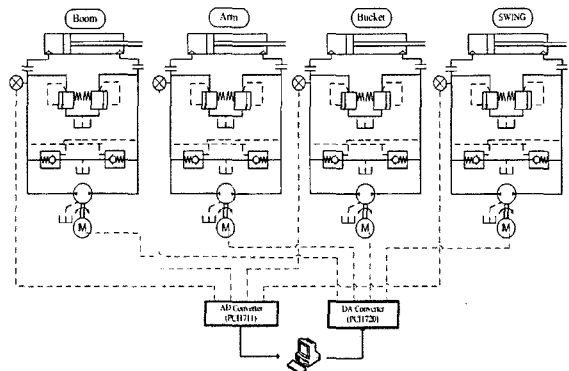 Boom
Arm
Bucket
SWING
M
M
M
M
AD Converter
(PCI1711)
DA Converter
(PCI1720)